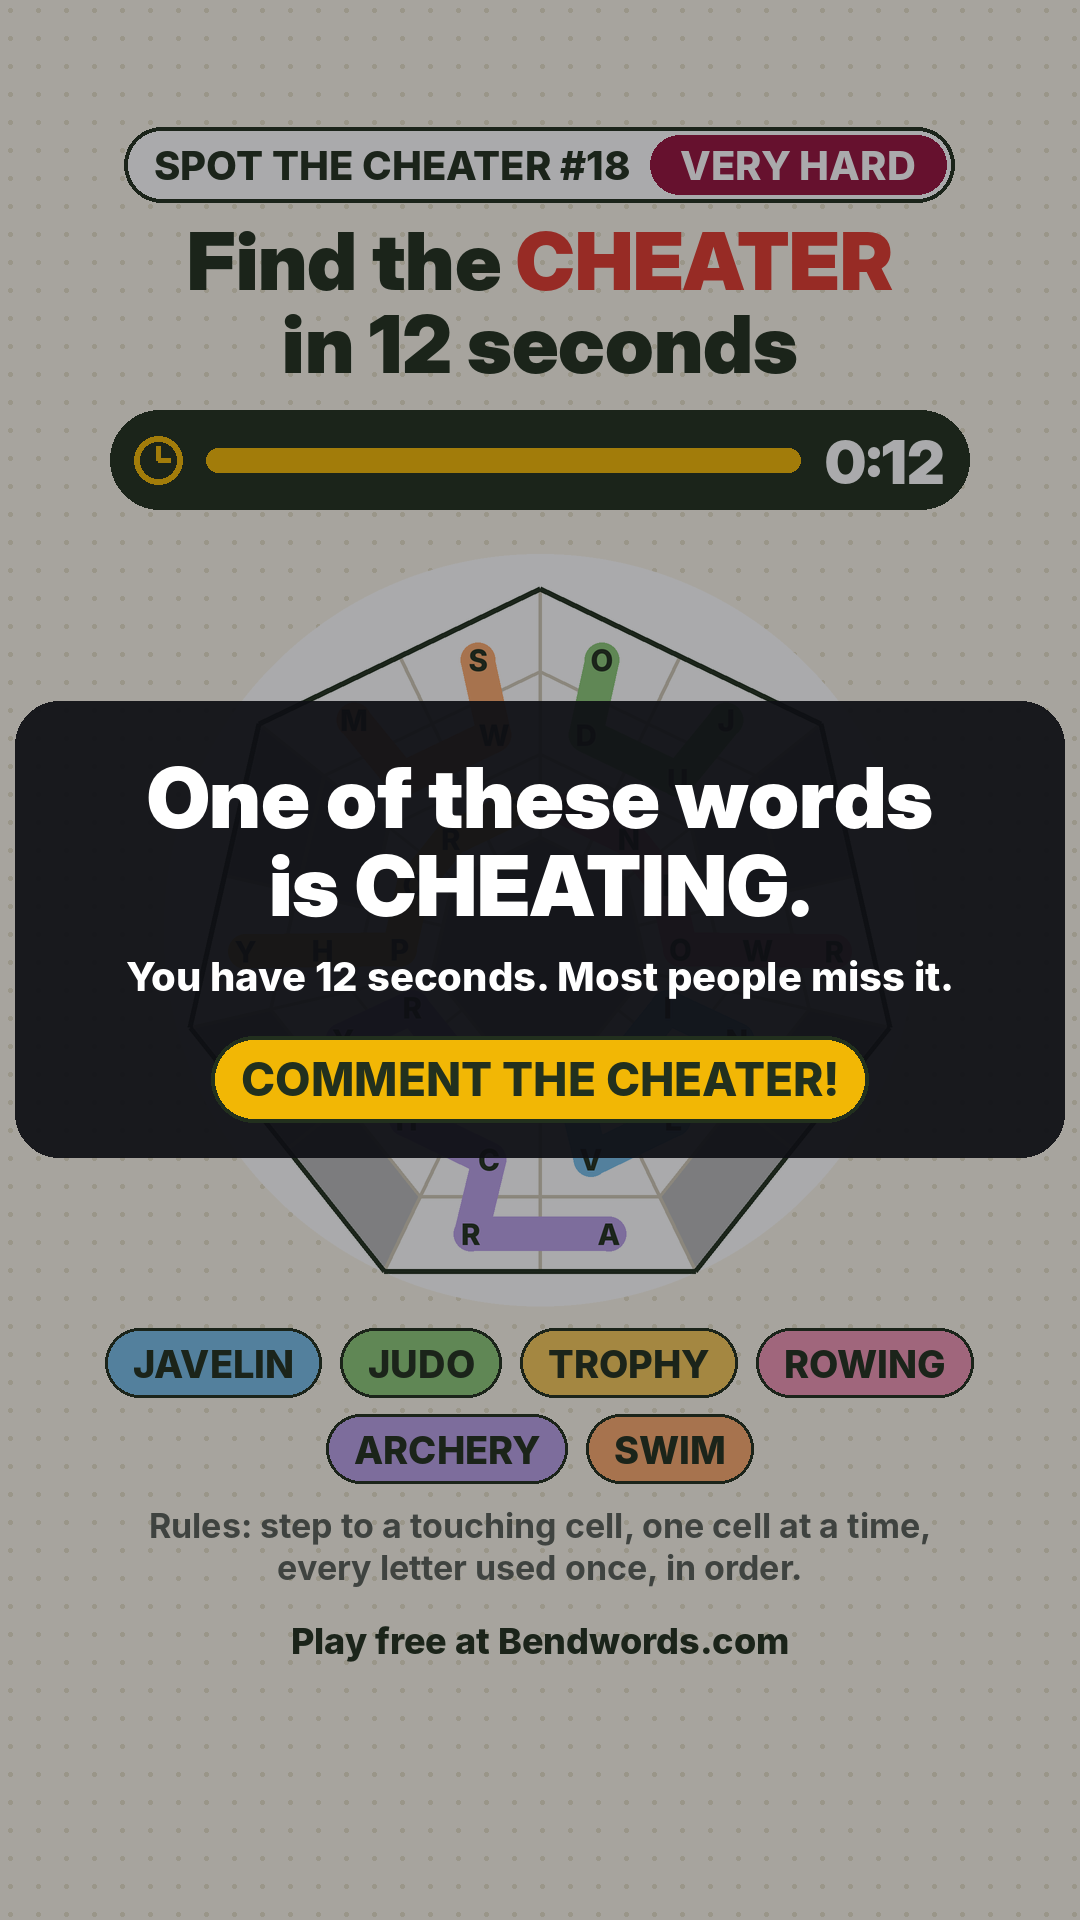 SPOT THE CHEATER #18 VERY HARD
Find the CHEATER
in 12 seconds
0:12
S O
M J
W D
U
R N
One of these words
is CHEATING.
Y H P O W R
You have 12 seconds. Most people miss it.
R I
COMMENT THE CHEATER!
C V
R A
JAVELIN JUDO TROPHY ROWING
ARCHERY SWIM
Rules: step to a touching cell, one cell at a time,
every letter used once, in order.
Play free at Bendwords.com